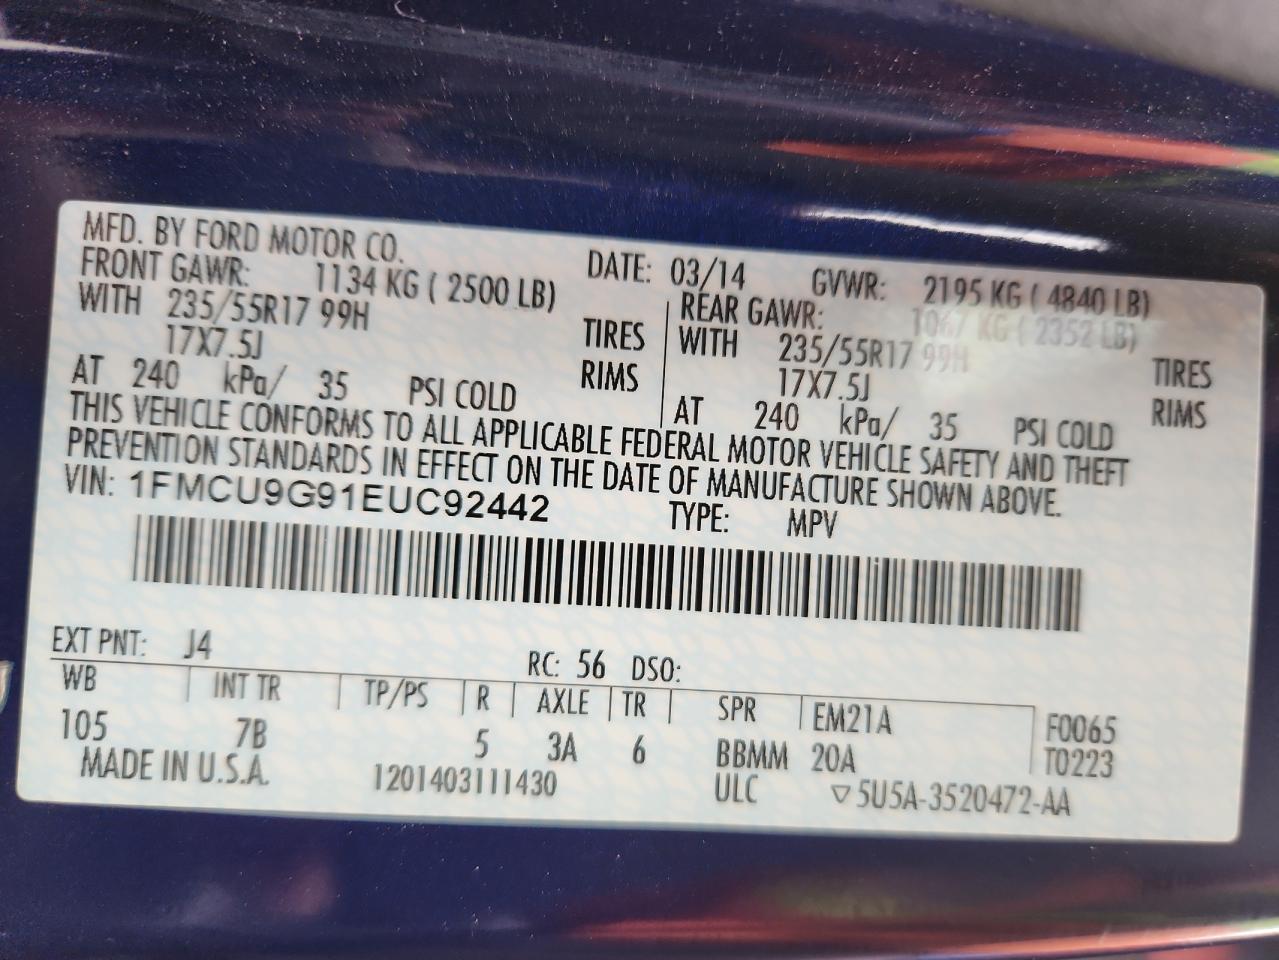 MFD. BY FORD MOTOR CO.
DATE: 03/14 GVWR: 2195 KG ( 4840 LB)
FRONT GAWR: 1134 KG ( 2500 LB)
WITH 235/55R17 99H TIRES
17X7.5J RIMS
AT 240 kPa/ 35 PSI COLD
REAR GAWR: 1067 KG ( 2352 LB)
WITH 235/55R17 99H TIRES
17X7.5J RIMS
AT 240 kPa/ 35 PSI COLD
THIS VEHICLE CONFORMS TO ALL APPLICABLE FEDERAL MOTOR VEHICLE SAFETY AND THEFT
PREVENTION STANDARDS IN EFFECT ON THE DATE OF MANUFACTURE SHOWN ABOVE.
VIN: 1FMCU9G91EUC92442 TYPE: MPV
EXT PNT: J4 RC: 56 DSO:
WB INT TR TP/PS R AXLE TR SPR EM21A F0065
105 7B 5 3A 6 BBMM 20A T0223
MADE IN U.S.A. 1201403111430 ULC ▽5U5A-3520472-AA